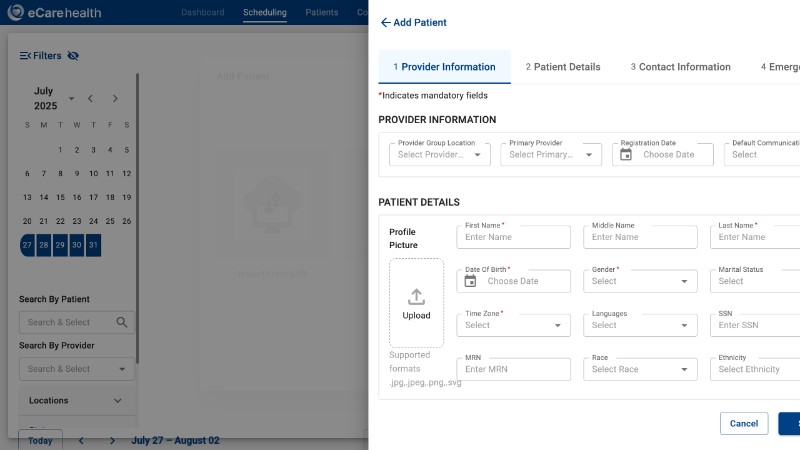 eCarehealth
Dashboard Scheduling Patients Co
Add Patient
Filters
July
2025
S M T W T F S
1 2 3 4 5
6 7 8 9 10 11 12
13 14 15 16 17 18 19
20 21 22 23 24 25 26
27 28 29 30 31
Search By Patient
Search & Select
Search By Provider
Search & Select
Locations
Today
July 27 – August 02
Add Patient
1 Provider Information 2 Patient Details 3 Contact Information 4 Emerg
*Indicates mandatory fields
PROVIDER INFORMATION
Provider Group Location Primary Provider Registration Date Default Communicati
Select Provider... Select Primary... Choose Date Select
PATIENT DETAILS
Profile
Picture
Upload
Supported
formats
.jpg,.jpeg,.png,.svg
First Name * Middle Name Last Name *
Enter Name Enter Name Enter Name
Date Of Birth * Gender * Marital Status
Choose Date Select Select
Time Zone * Languages SSN
Select Select Enter SSN
MRN Race Ethnicity
Enter MRN Select Race Select Ethnicity
Cancel